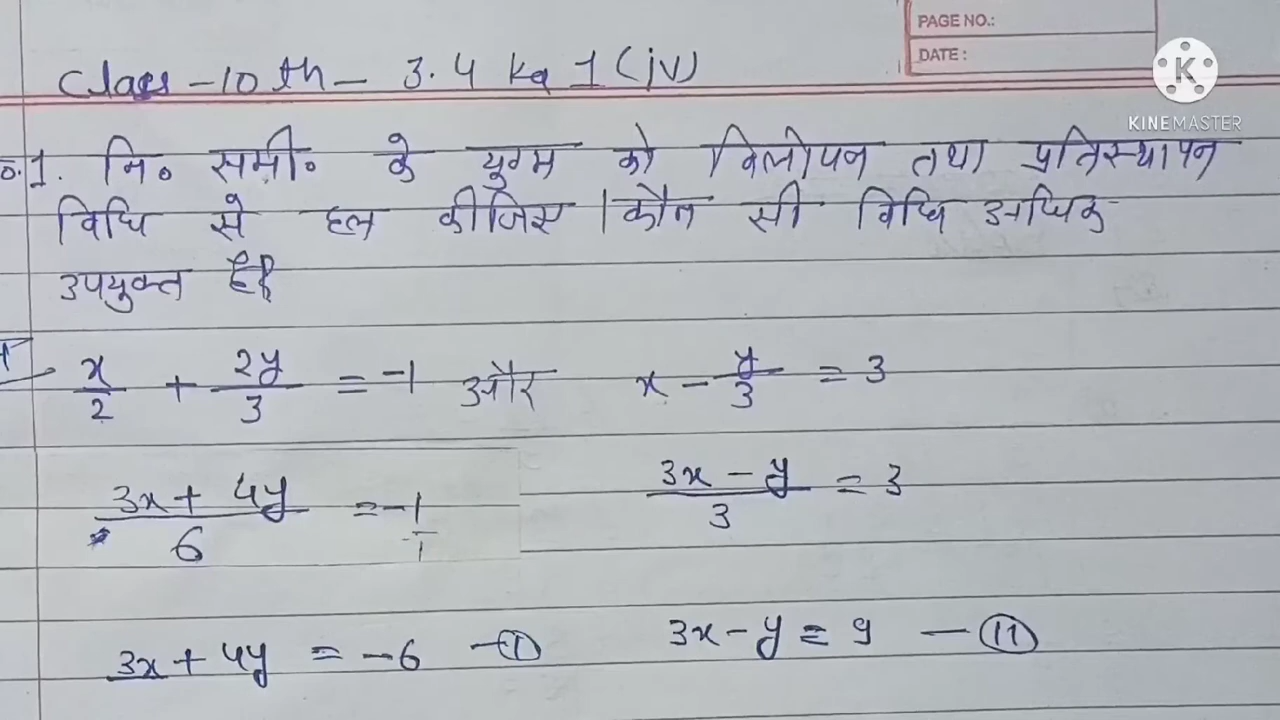 PAGE NO.:
DATE:
K
KINEMASTER
Class -10 th - 3.4 ka 1 (iv)
1. नि० समी० के युग्म को विलोपन तथा प्रतिस्थापन
विधि से हल कीजिए । कौन सी विधि अधिक
उपयुक्त है?
x/2 + 2y/3 = -1 और x - y/3 = 3
(3x + 4y)/6 = -1/1 (3x - y)/3 = 3
3x + 4y = -6 - (I) 3x - y = 9 - (II)